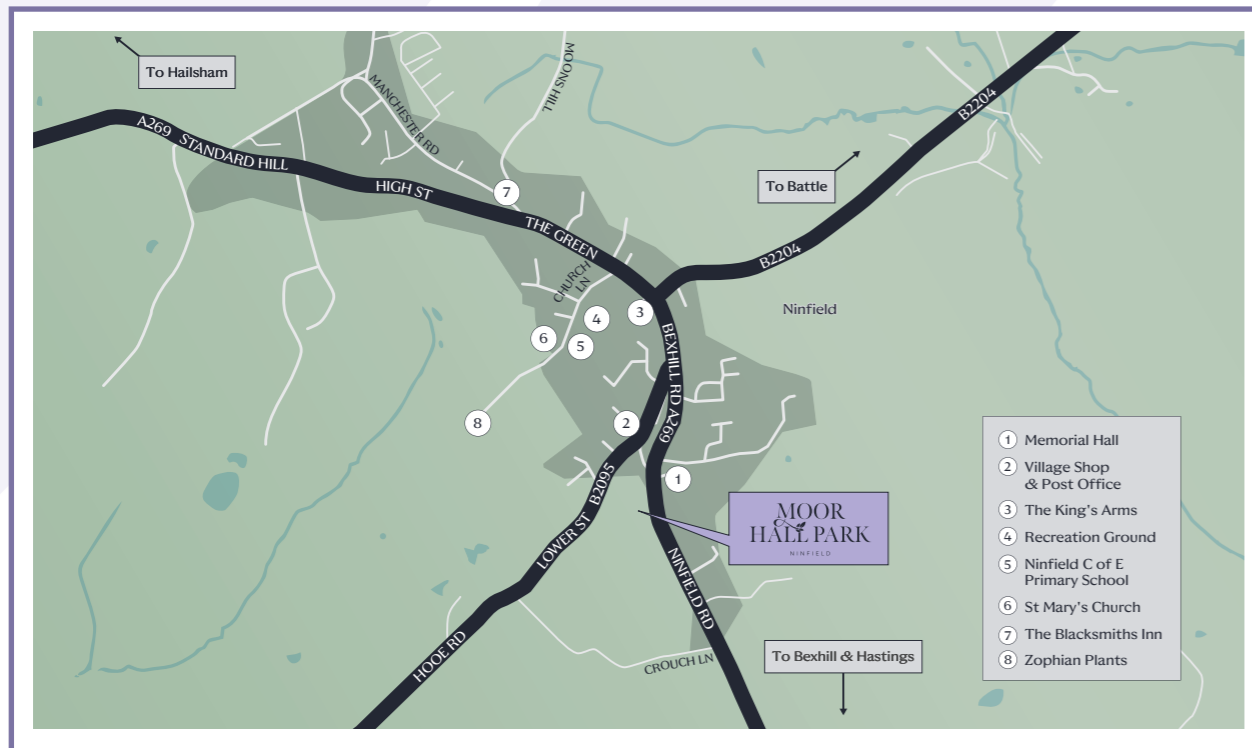 To Hailsham
MOONS HILL
MANCHESTER RD
A269 STANDARD HILL
HIGH ST
7
THE GREEN
CHURCH
LN
B2204
To Battle
B2204
Ninfield
3
4
6
5
BEXHILL RD A269
8
2
1
LOWER ST B2095
MOOR
HALL PARK
NINFIELD
NINFIELD RD
HOOE RD
CROUCH LN
To Bexhill & Hastings
1 Memorial Hall
2 Village Shop
& Post Office
3 The King's Arms
4 Recreation Ground
5 Ninfield C of E
Primary School
6 St Mary's Church
7 The Blacksmiths Inn
8 Zophian Plants